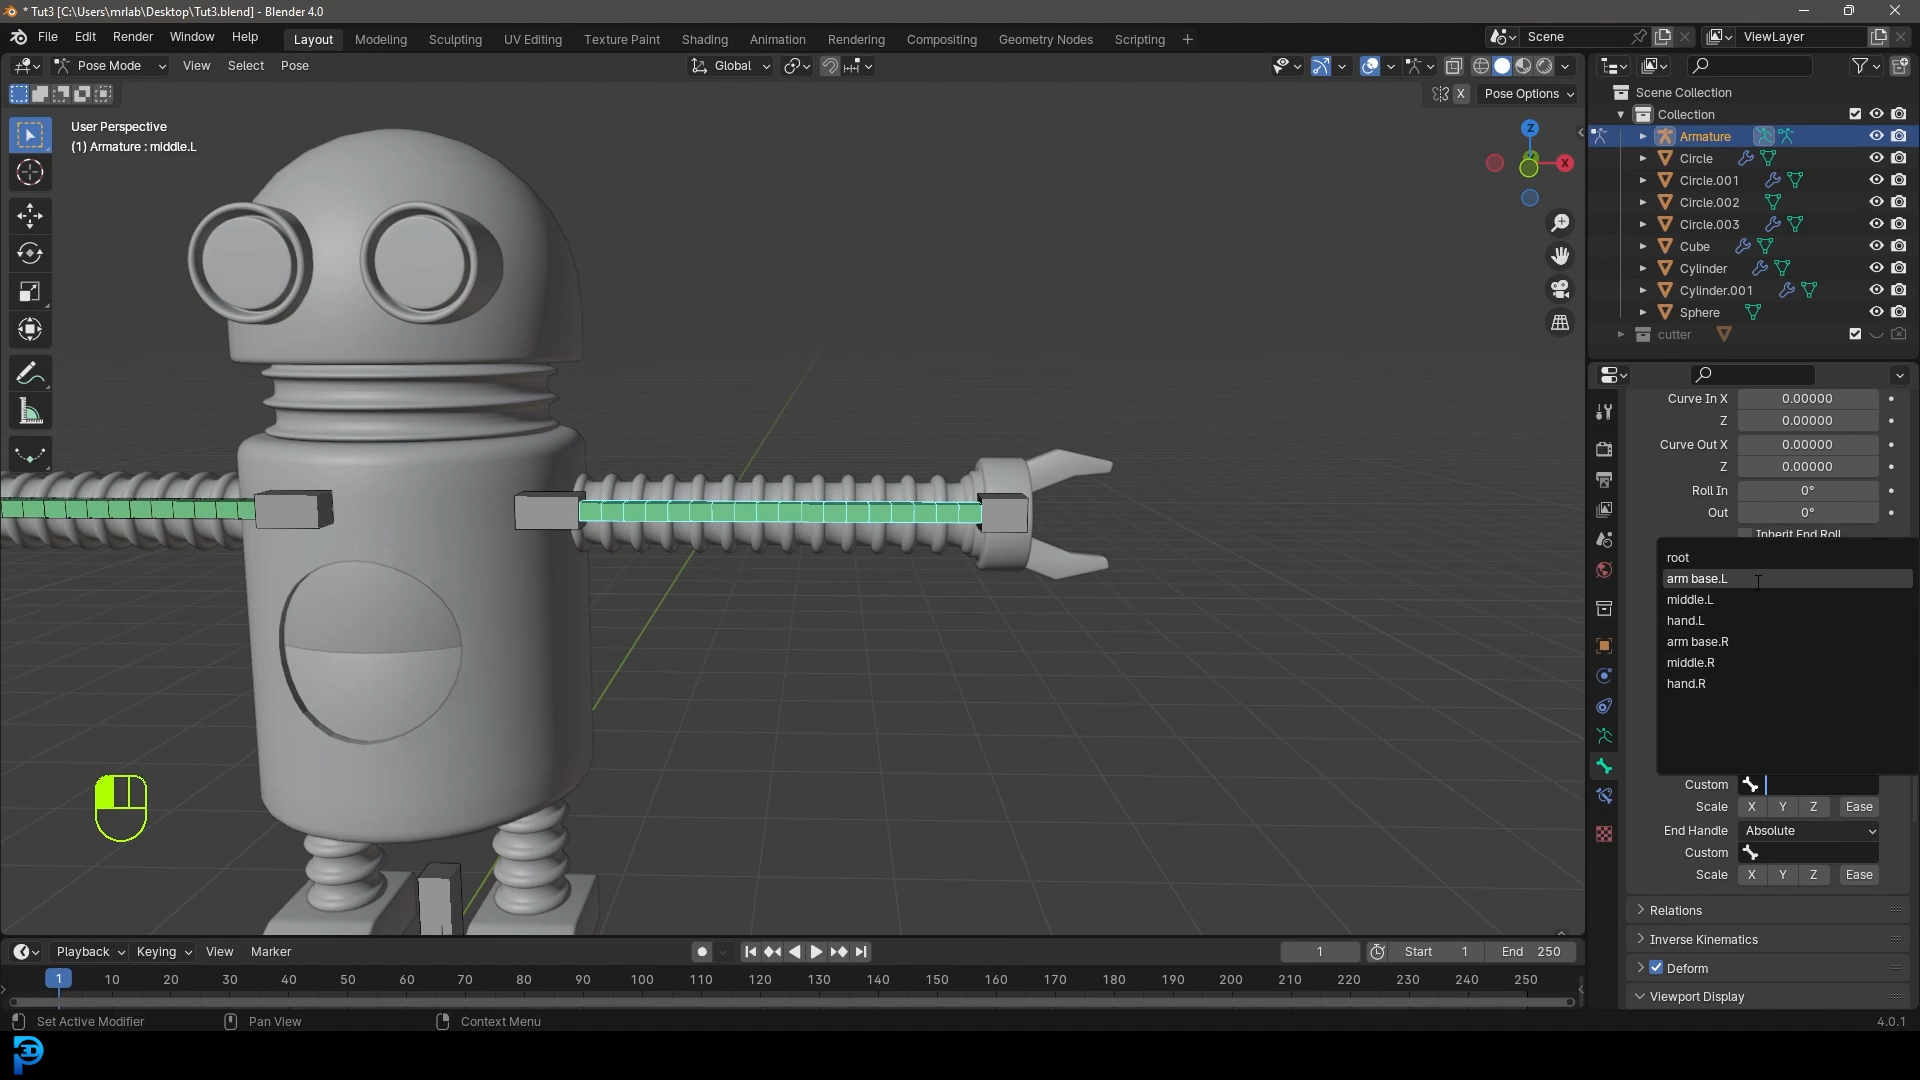 * Tut3 [C:\Users\mrlab\Desktop\Tut3.blend] - Blender 4.0
File Edit Render Window Help Layout Modeling Sculpting UV Editing Texture Paint Shading Animation Rendering Compositing Geometry Nodes Scripting + Scene ViewLayer
Pose Mode View Select Pose Global
X Pose Options
User Perspective
(1) Armature : middle.L
Z
X
Scene Collection
Collection
Armature
Circle
Circle.001
Circle.002
Circle.003
Cube
Cylinder
Cylinder.001
Sphere
cutter
Curve In X 0.00000
Z 0.00000
Curve Out X 0.00000
Z 0.00000
Roll In 0°
Out 0°
Inherit End Roll
root
arm base.L
middle.L
hand.L
arm base.R
middle.R
hand.R
Custom
Scale X Y Z Ease
End Handle Absolute
Custom
Scale X Y Z Ease
Relations
Inverse Kinematics
Deform
Viewport Display
Playback Keying View Marker 1 Start 1 End 250
1 10 20 30 40 50 60 70 80 90 100 110 120 130 140 150 160 170 180 190 200 210 220 230 240 250
Set Active Modifier Pan View Context Menu 4.0.1